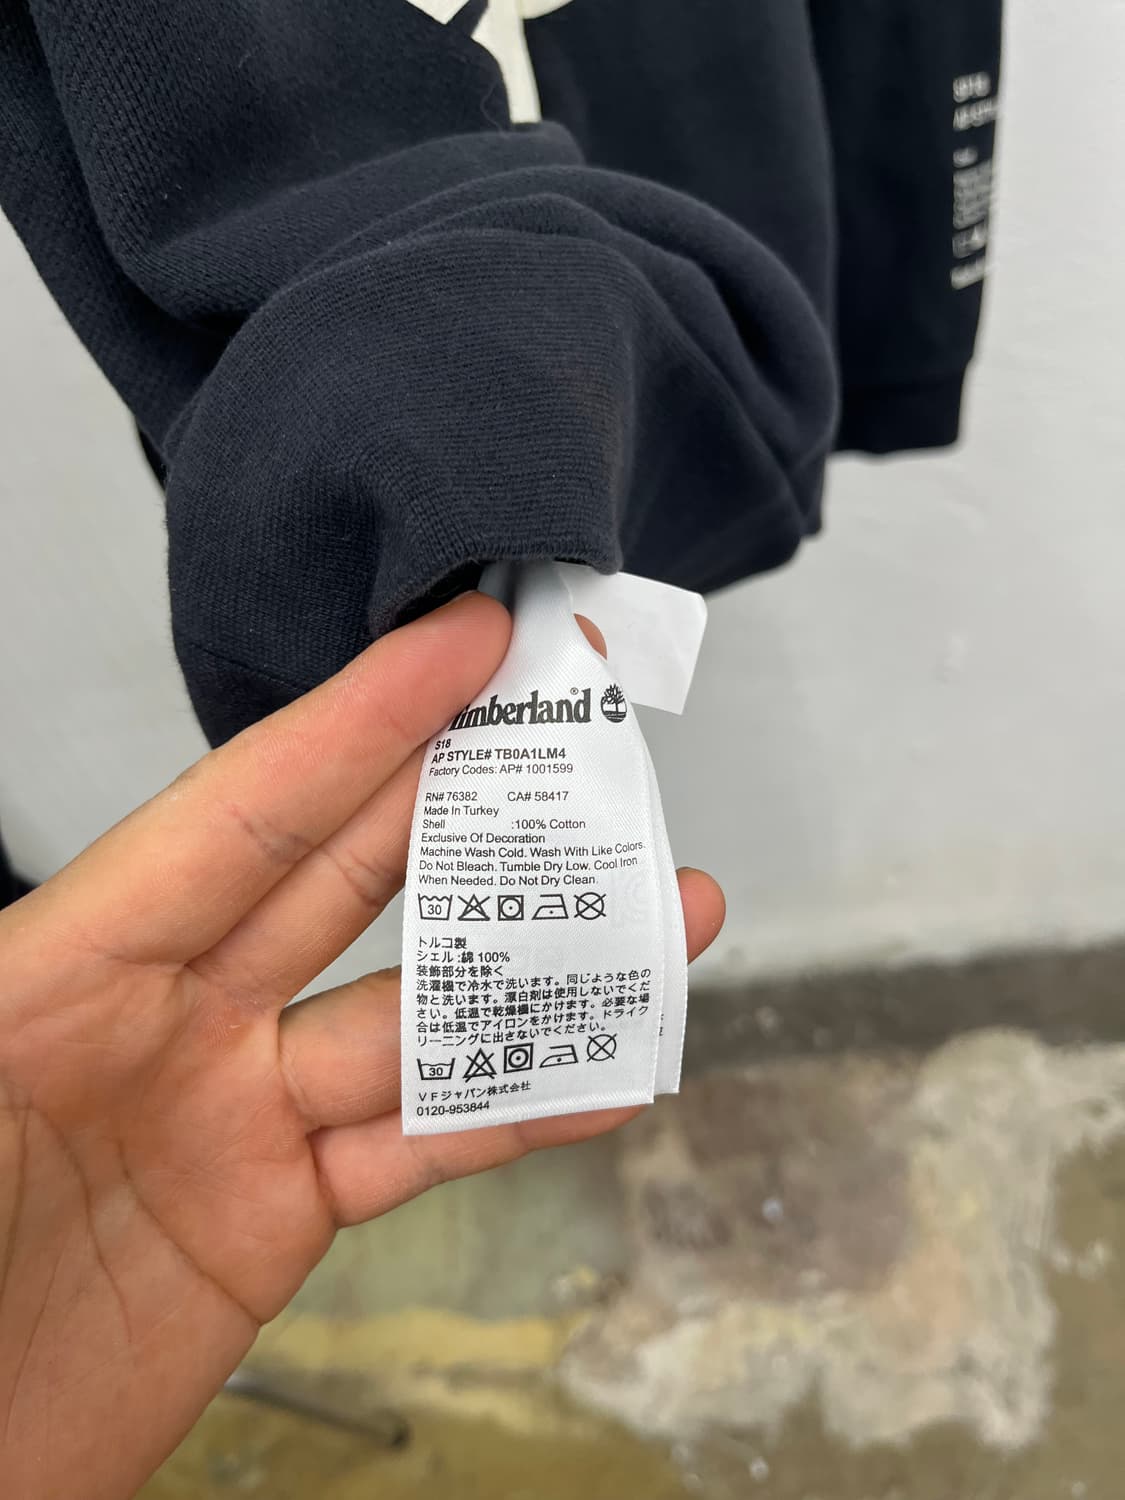 Timberland®
S18
AP STYLE# TB0A1LM4
Factory Codes: AP# 1001599
RN# 76382 CA# 58417
Made In Turkey
Shell :100% Cotton
Exclusive Of Decoration
Machine Wash Cold. Wash With Like Colors.
Do Not Bleach. Tumble Dry Low. Cool Iron
When Needed. Do Not Dry Clean.
30
トルコ製
シェル :綿 100%
装飾部分を除く
洗濯機で冷水で洗います。同じような色の
物と洗います。漂白剤は使用しないでくだ
さい。低温で乾燥機にかけます。必要な場
合は低温でアイロンをかけます。ドライク
リーニングに出さないでください。
30
VFジャパン株式会社
0120-953844